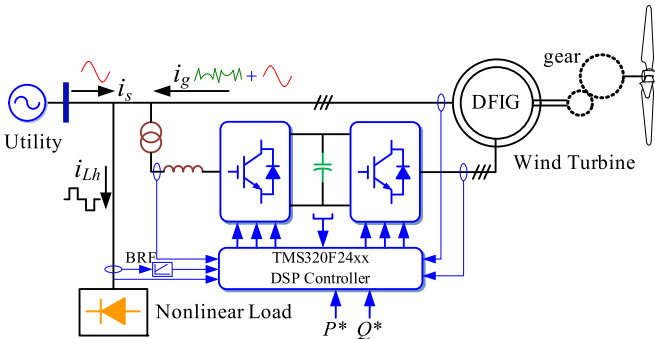 gear
i_s
i_g
+
DFIG
Utility
Wind Turbine
i_Lh
BRF
TMS320F24xx
DSP Controller
Nonlinear Load
P* Q*